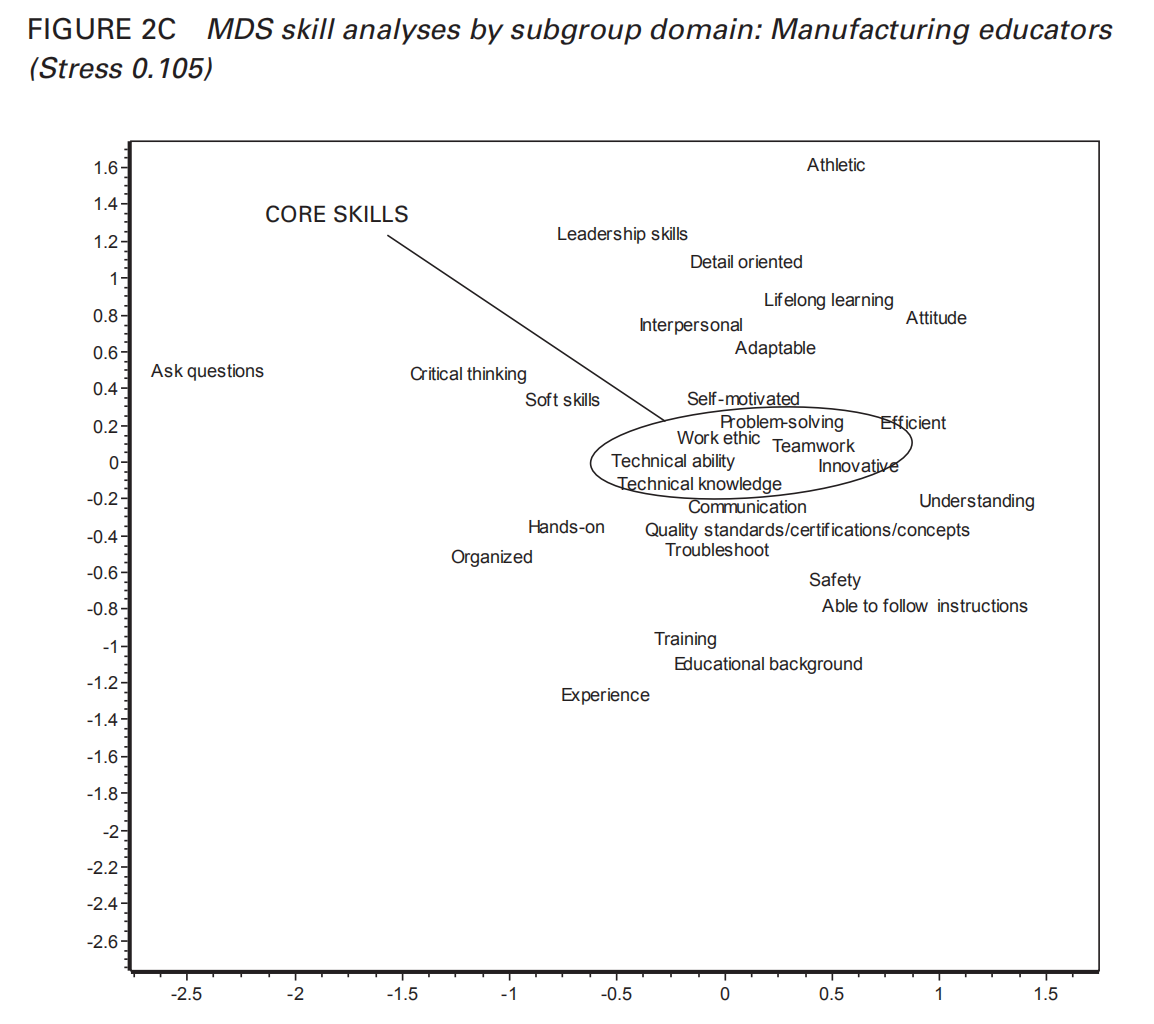 FIGURE 2C MDS skill analyses by subgroup domain: Manufacturing educators
(Stress 0.105)
1.6
Athletic
1.4
CORE SKILLS
1.2
Leadership skills
Detail oriented
1
Lifelong learning
0.8
Attitude
Interpersonal
Adaptable
0.6
Ask questions
Critical thinking
0.4
Soft skills
Self-motivated
0.2
Problem-solving
Efficient
Work ethic
Teamwork
0
Technical ability
Innovative
Technical knowledge
-0.2
Understanding
Communication
Hands-on
Quality standards/certifications/concepts
-0.4
Troubleshoot
Organized
-0.6
Safety
-0.8
Able to follow instructions
-1
Training
Educational background
-1.2
Experience
-1.4
-1.6
-1.8
-2
-2.2
-2.4
-2.6
-2.5 -2 -1.5 -1 -0.5 0 0.5 1 1.5